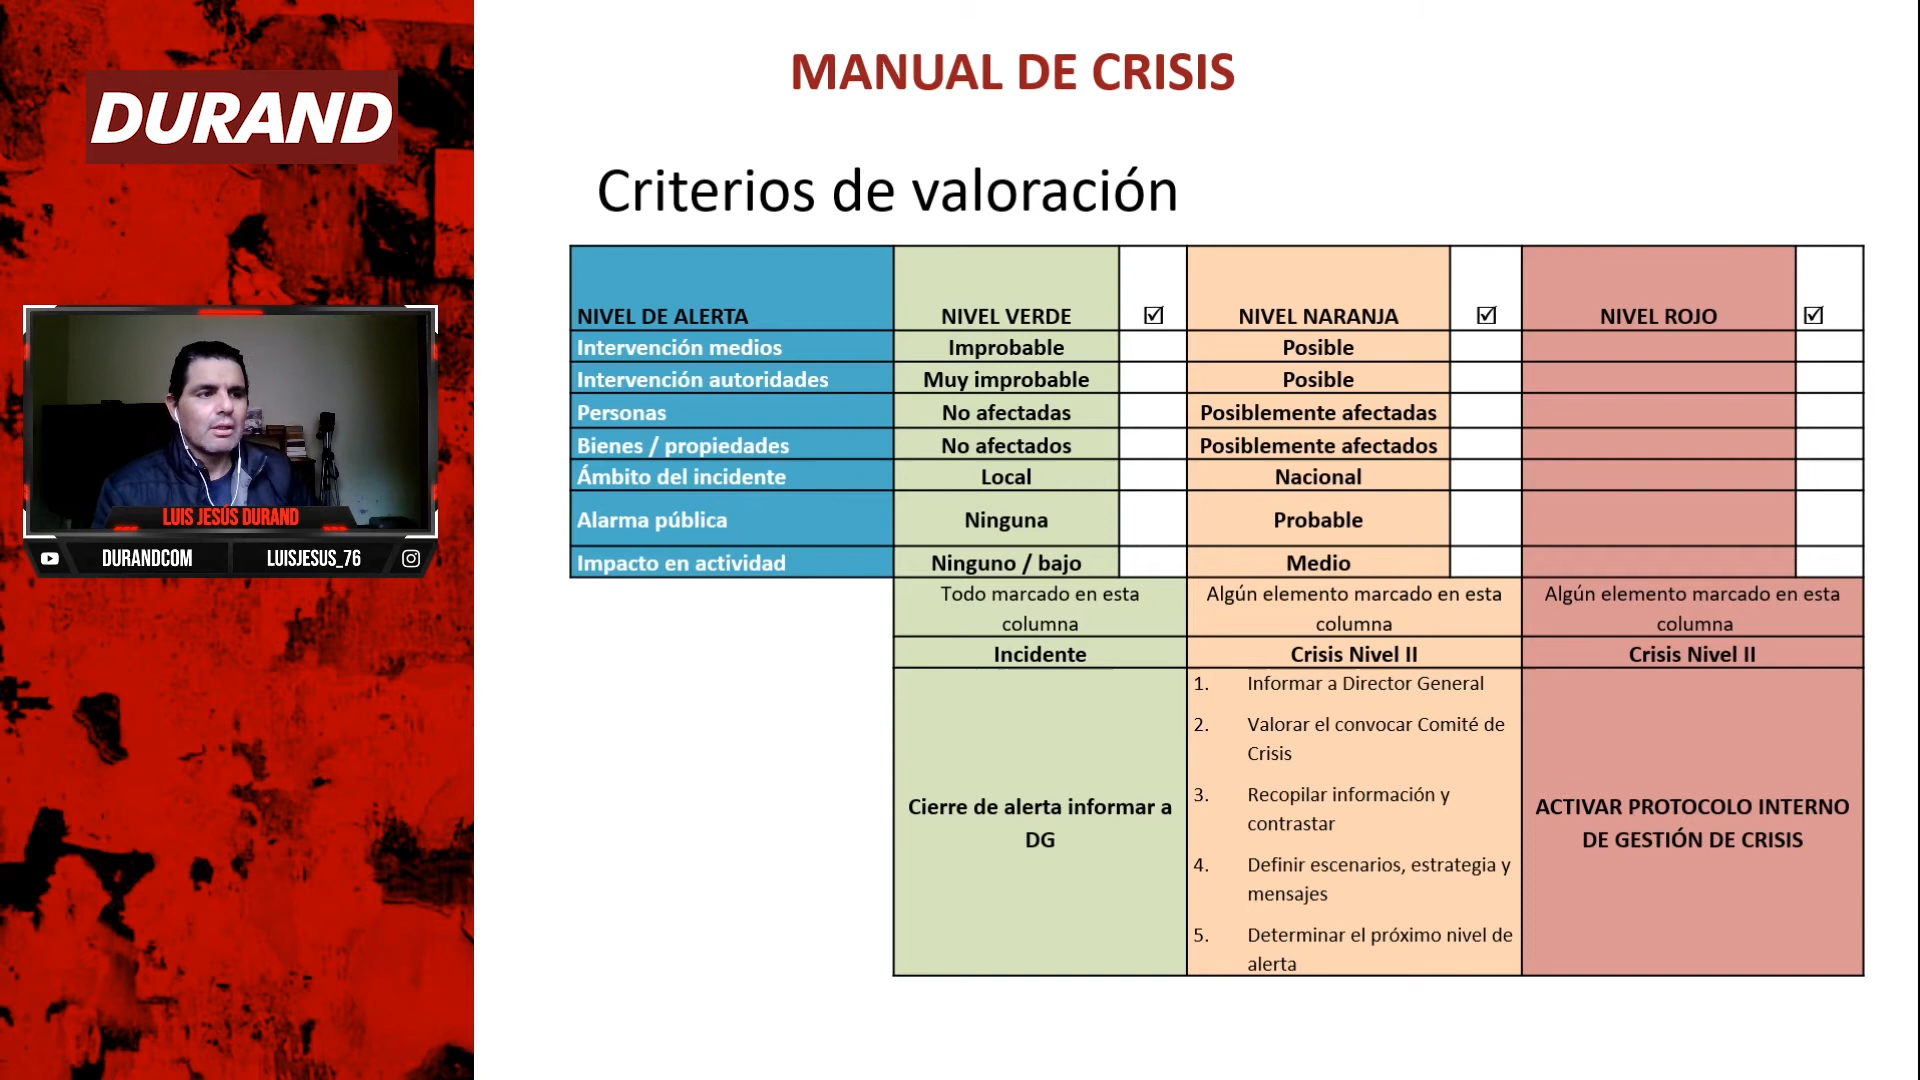 DURAND
LUIS JESÚS DURAND
DURANDCOM
LUISJESUS_76
MANUAL DE CRISIS
Criterios de valoración
NIVEL DE ALERTA NIVEL VERDE ☑ NIVEL NARANJA ☑ NIVEL ROJO ☑
Intervención medios Improbable Posible
Intervención autoridades Muy improbable Posible
Personas No afectadas Posiblemente afectadas
Bienes / propiedades No afectados Posiblemente afectados
Ámbito del incidente Local Nacional
Alarma pública Ninguna Probable
Impacto en actividad Ninguno / bajo Medio
Todo marcado en esta
columna
Algún elemento marcado en esta
columna
Algún elemento marcado en esta
columna
Incidente Crisis Nivel II Crisis Nivel II
Cierre de alerta informar a
DG
1. Informar a Director General
2. Valorar el convocar Comité de
Crisis
3. Recopilar información y
contrastar
4. Definir escenarios, estrategia y
mensajes
5. Determinar el próximo nivel de
alerta
ACTIVAR PROTOCOLO INTERNO
DE GESTIÓN DE CRISIS